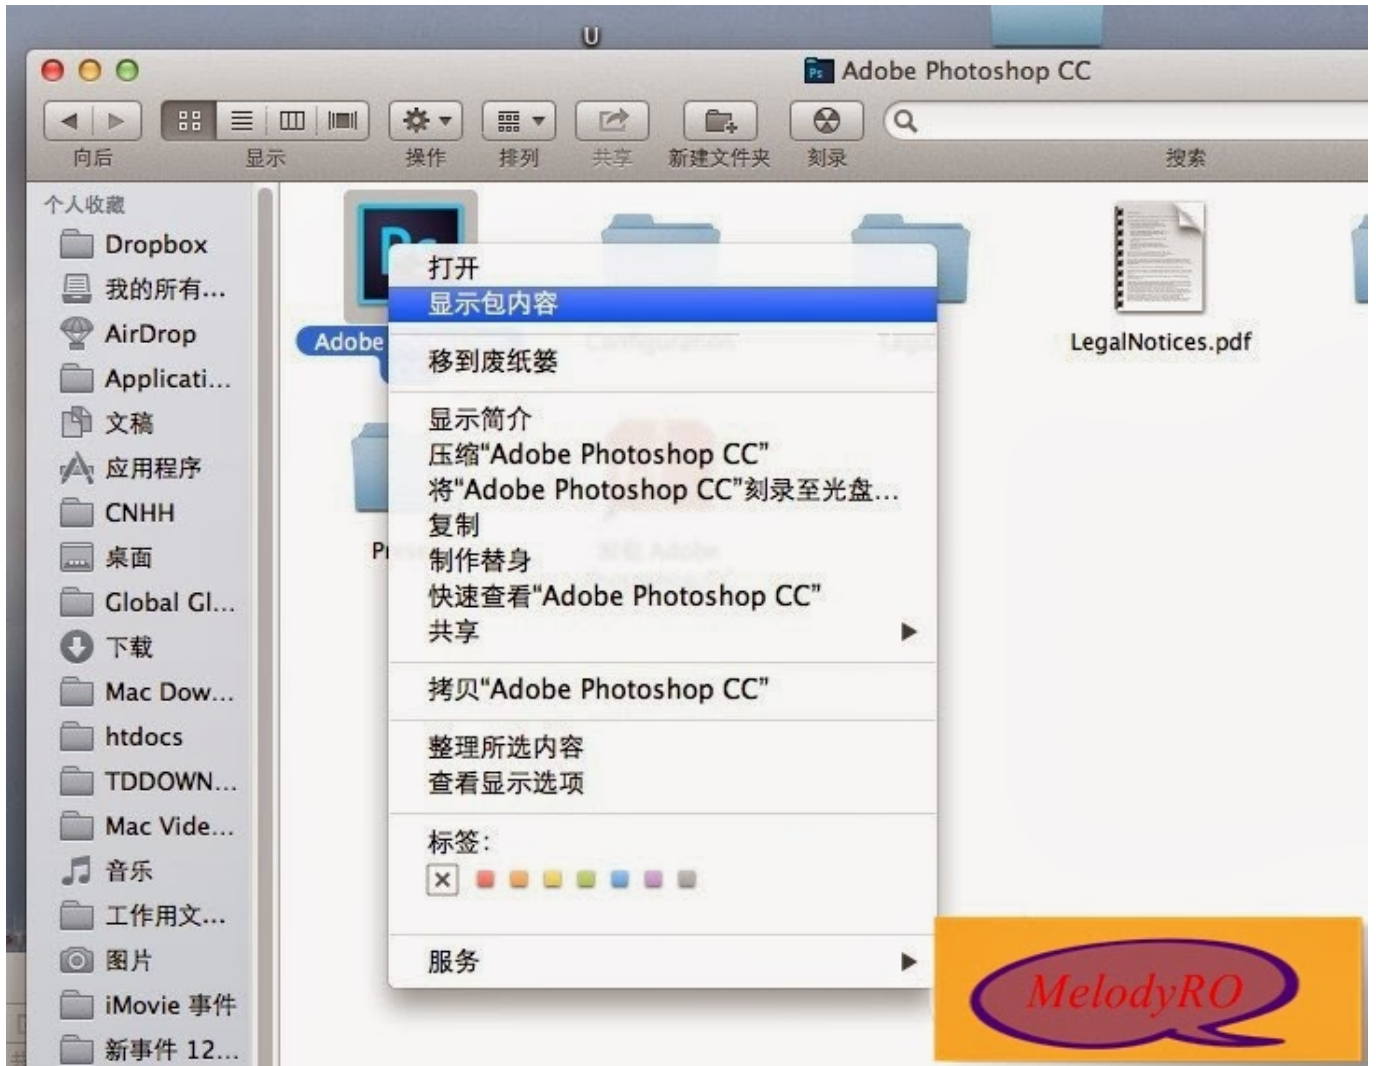 U
Adobe Photoshop CC
向后
显示
操作
排列
共享
新建文件夹
刻录
搜索
个人收藏
Dropbox
我的所有...
AirDrop
Applicati...
文稿
应用程序
CNHH
桌面
Global Gl...
下载
Mac Dow...
htdocs
TDDOWN...
Mac Vide...
音乐
工作用文...
图片
iMovie 事件
新事件 12...
Ps
Adobe
LegalNotices.pdf
打开
显示包内容
移到废纸篓
显示简介
压缩“Adobe Photoshop CC”
将“Adobe Photoshop CC”刻录至光盘...
复制
制作替身
快速查看“Adobe Photoshop CC”
共享
拷贝“Adobe Photoshop CC”
整理所选内容
查看显示选项
标签：
服务
MelodyRO